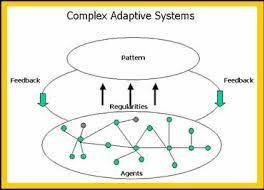 Complex Adaptive Systems
Pattern
Feedback
Feedback
Regularities
Agents